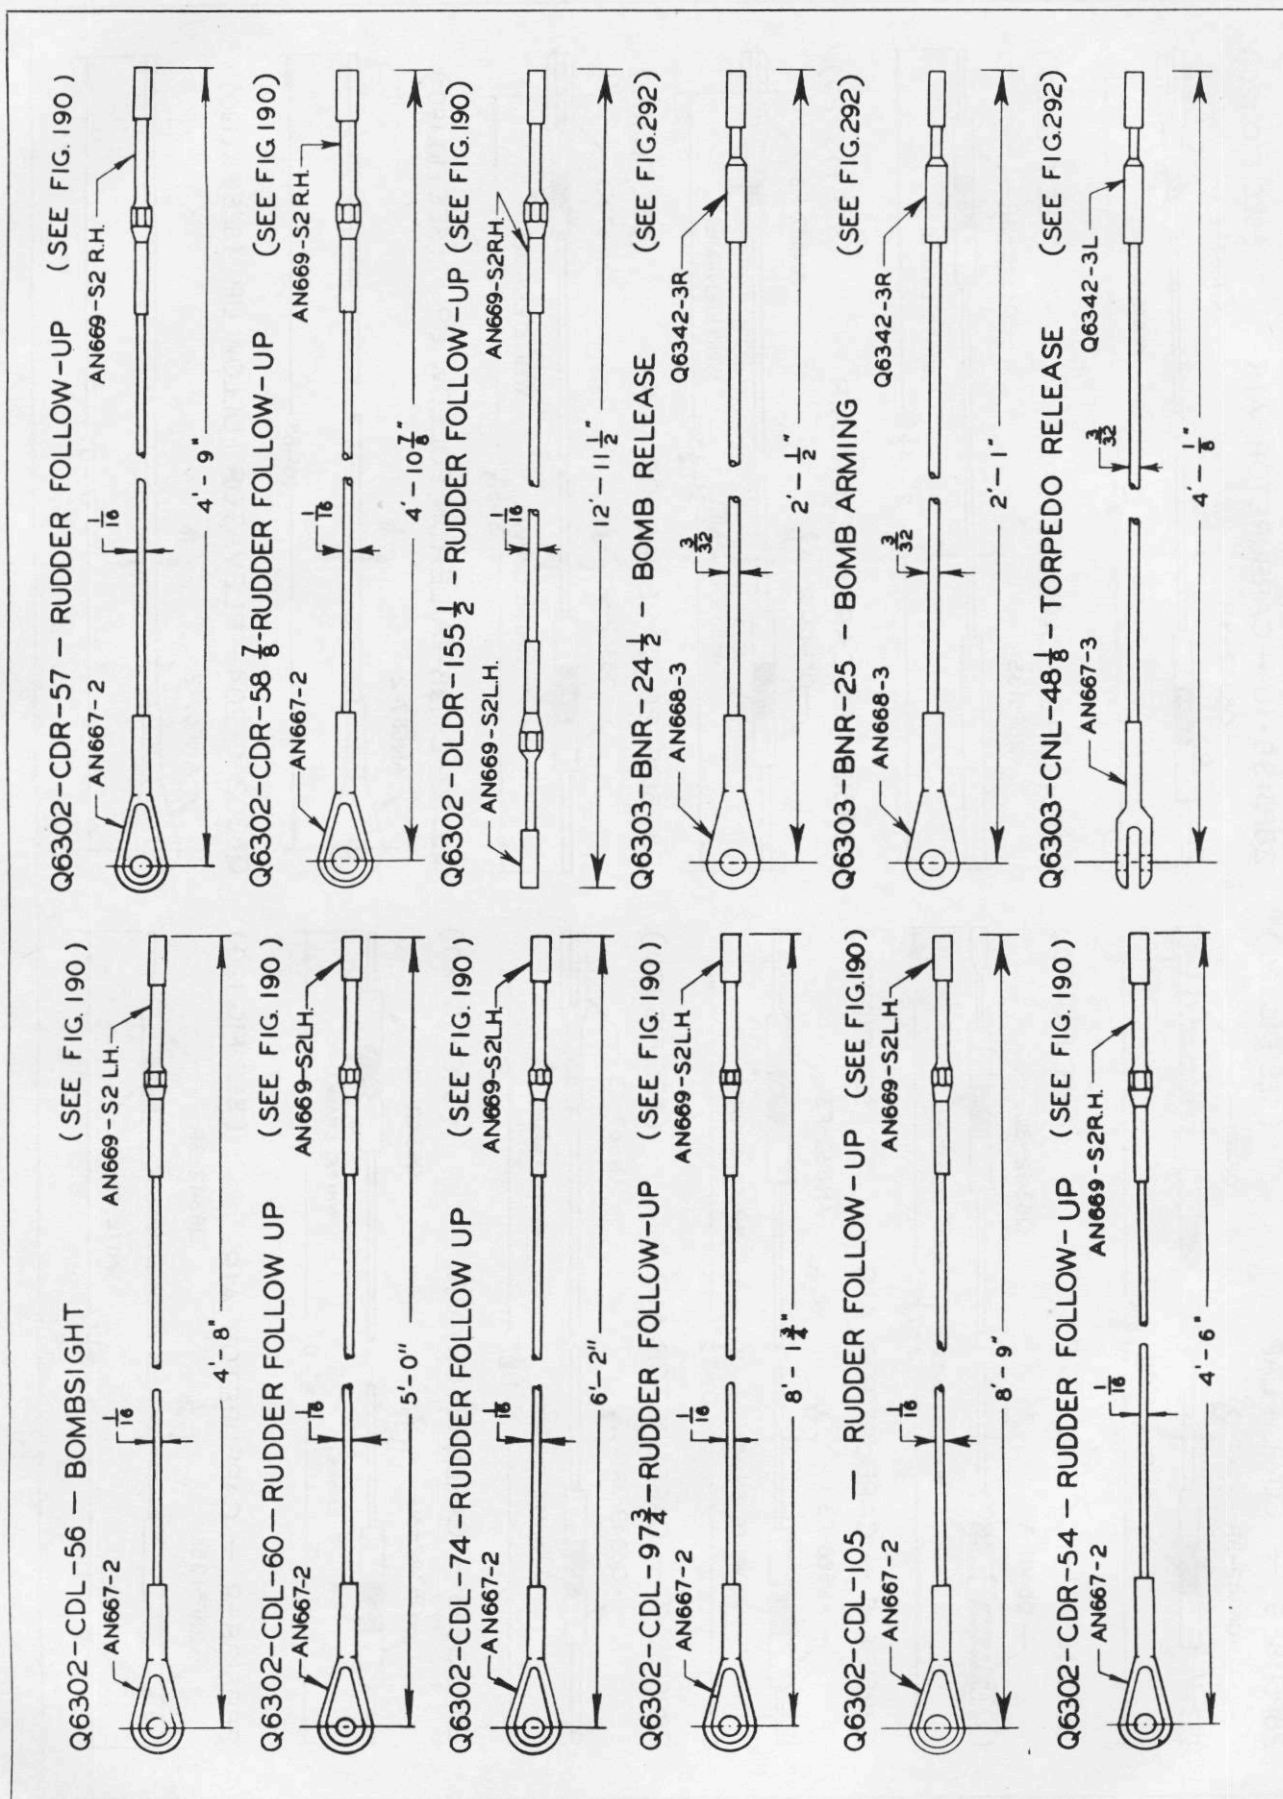 Q6302-CDL-56 — BOMBSIGHT (SEE FIG. 190)
AN667-2
1/16
AN669-S2 LH.
4'-8"
Q6302-CDL-60—RUDDER FOLLOW UP (SEE FIG. 190)
AN667-2
1/16
AN669-S2LH.
5'-0"
Q6302-CDL-74-RUDDER FOLLOW UP (SEE FIG. 190)
AN667-2
1/16
AN669-S2LH.
6'-2"
Q6302-CDL-97 3/4-RUDDER FOLLOW-UP (SEE FIG. 190)
AN667-2
1/16
AN669-S2LH.
8'-1 3/4"
Q6302-CDL-105 — RUDDER FOLLOW-UP (SEE FIG.190)
AN667-2
1/16
AN669-S2LH.
8'-9"
Q6302-CDR-54 — RUDDER FOLLOW-UP (SEE FIG. 190)
AN667-2
1/16
AN669-S2R.H.
4'-6"
Q6302-CDR-57 — RUDDER FOLLOW-UP (SEE FIG. 190)
AN667-2
1/16
AN669-S2 R.H.
4'-9"
Q6302-CDR-58 7/8-RUDDER FOLLOW-UP (SEE FIG.190)
AN667-2
1/16
AN669-S2 R.H.
4'-10 7/8"
Q6302-DLDR-155 1/2-RUDDER FOLLOW-UP (SEE FIG. 190)
AN669-S2L.H.
1/16
AN669-S2R.H.
12'-11 1/2"
Q6303-BNR-24 1/2 - BOMB RELEASE (SEE FIG.292)
AN668-3
3/32
Q6342-3R
2'-1/2"
Q6303-BNR-25 - BOMB ARMING (SEE FIG.292)
AN668-3
3/32
Q6342-3R
2'-1"
Q6303-CNL-48 1/8-TORPEDO RELEASE (SEE FIG.292)
AN667-3
3/32
Q6342-3L
4'-1/8"